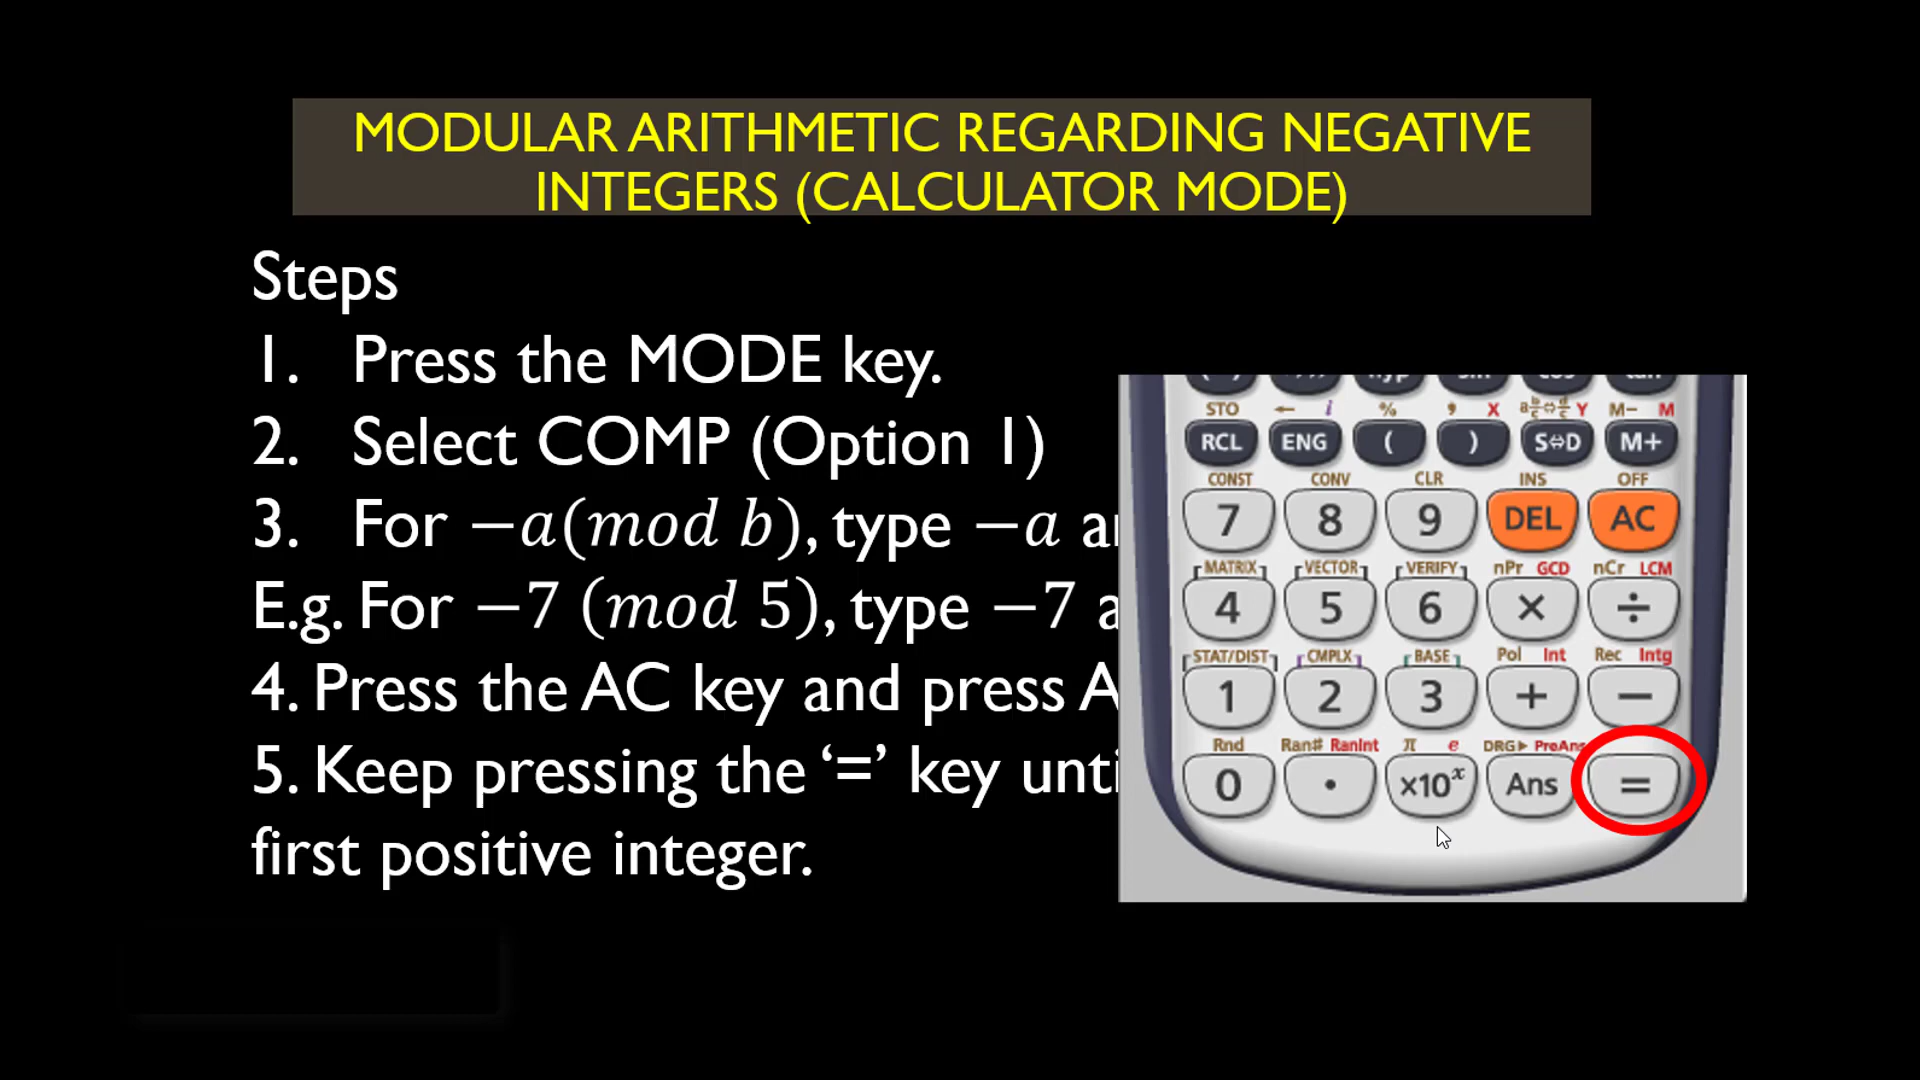 MODULAR ARITHMETIC REGARDING NEGATIVE
INTEGERS (CALCULATOR MODE)
Steps
1. Press the MODE key.
2. Select COMP (Option 1)
3. For −a(mod b), type −a
E.g. For −7 (mod 5), type −7
4. Press the AC key and press
5. Keep pressing the ‘=’ key
first positive integer.
STO ← i % , X a b/c⇔d/c Y M− M
RCL ENG ( ) S⇔D M+
CONST CONV CLR INS OFF
7 8 9 DEL AC
MATRIX VECTOR VERIFY nPr GCD nCr LCM
4 5 6 × ÷
STAT/DIST CMPLX BASE Pol Int Rec Intg
1 2 3 + −
Rnd Ran# RanInt π e DRG▶ PreAns
0 • ×10ˣ Ans =